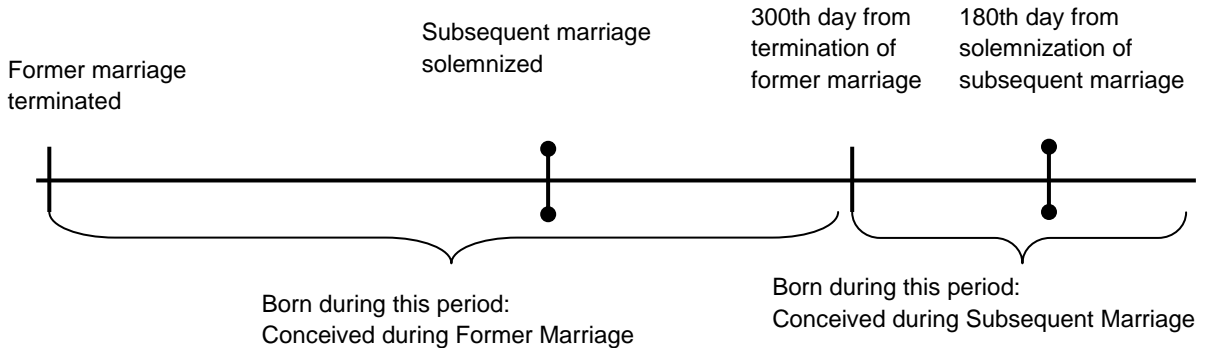 Former marriage
terminated
Subsequent marriage
solemnized
300th day from
termination of
former marriage
180th day from
solemnization of
subsequent marriage
Born during this period:
Conceived during Former Marriage
Born during this period:
Conceived during Subsequent Marriage